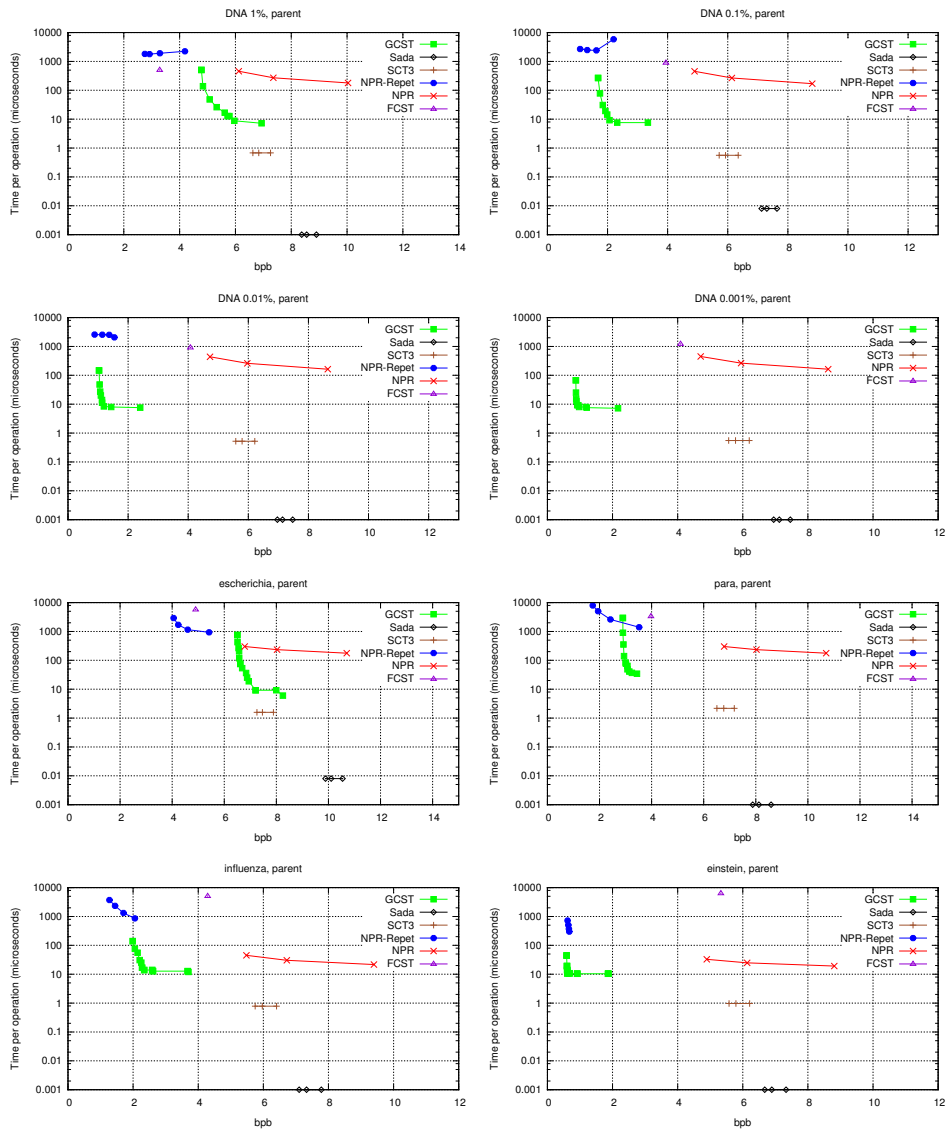 DNA 1%, parent
Time per operation (microseconds)
10000
1000
100
10
1
0.1
0.01
0.001
0 2 4 6 8 10 12 14
bpb
GCST
Sada
SCT3
NPR-Repet
NPR
FCST
DNA 0.1%, parent
Time per operation (microseconds)
10000
1000
100
10
1
0.1
0.01
0.001
0 2 4 6 8 10 12
bpb
GCST
Sada
SCT3
NPR-Repet
NPR
FCST
DNA 0.01%, parent
Time per operation (microseconds)
10000
1000
100
10
1
0.1
0.01
0.001
0 2 4 6 8 10 12
bpb
GCST
Sada
SCT3
NPR-Repet
NPR
FCST
DNA 0.001%, parent
Time per operation (microseconds)
10000
1000
100
10
1
0.1
0.01
0.001
0 2 4 6 8 10 12
bpb
GCST
Sada
SCT3
NPR-Repet
NPR
FCST
escherichia, parent
Time per operation (microseconds)
10000
1000
100
10
1
0.1
0.01
0.001
0 2 4 6 8 10 12 14
bpb
GCST
Sada
SCT3
NPR-Repet
NPR
FCST
para, parent
Time per operation (microseconds)
10000
1000
100
10
1
0.1
0.01
0.001
0 2 4 6 8 10 12 14
bpb
GCST
Sada
SCT3
NPR-Repet
NPR
FCST
influenza, parent
Time per operation (microseconds)
10000
1000
100
10
1
0.1
0.01
0.001
0 2 4 6 8 10 12
bpb
GCST
Sada
SCT3
NPR-Repet
NPR
FCST
einstein, parent
Time per operation (microseconds)
10000
1000
100
10
1
0.1
0.01
0.001
0 2 4 6 8 10 12
bpb
GCST
Sada
SCT3
NPR-Repet
NPR
FCST